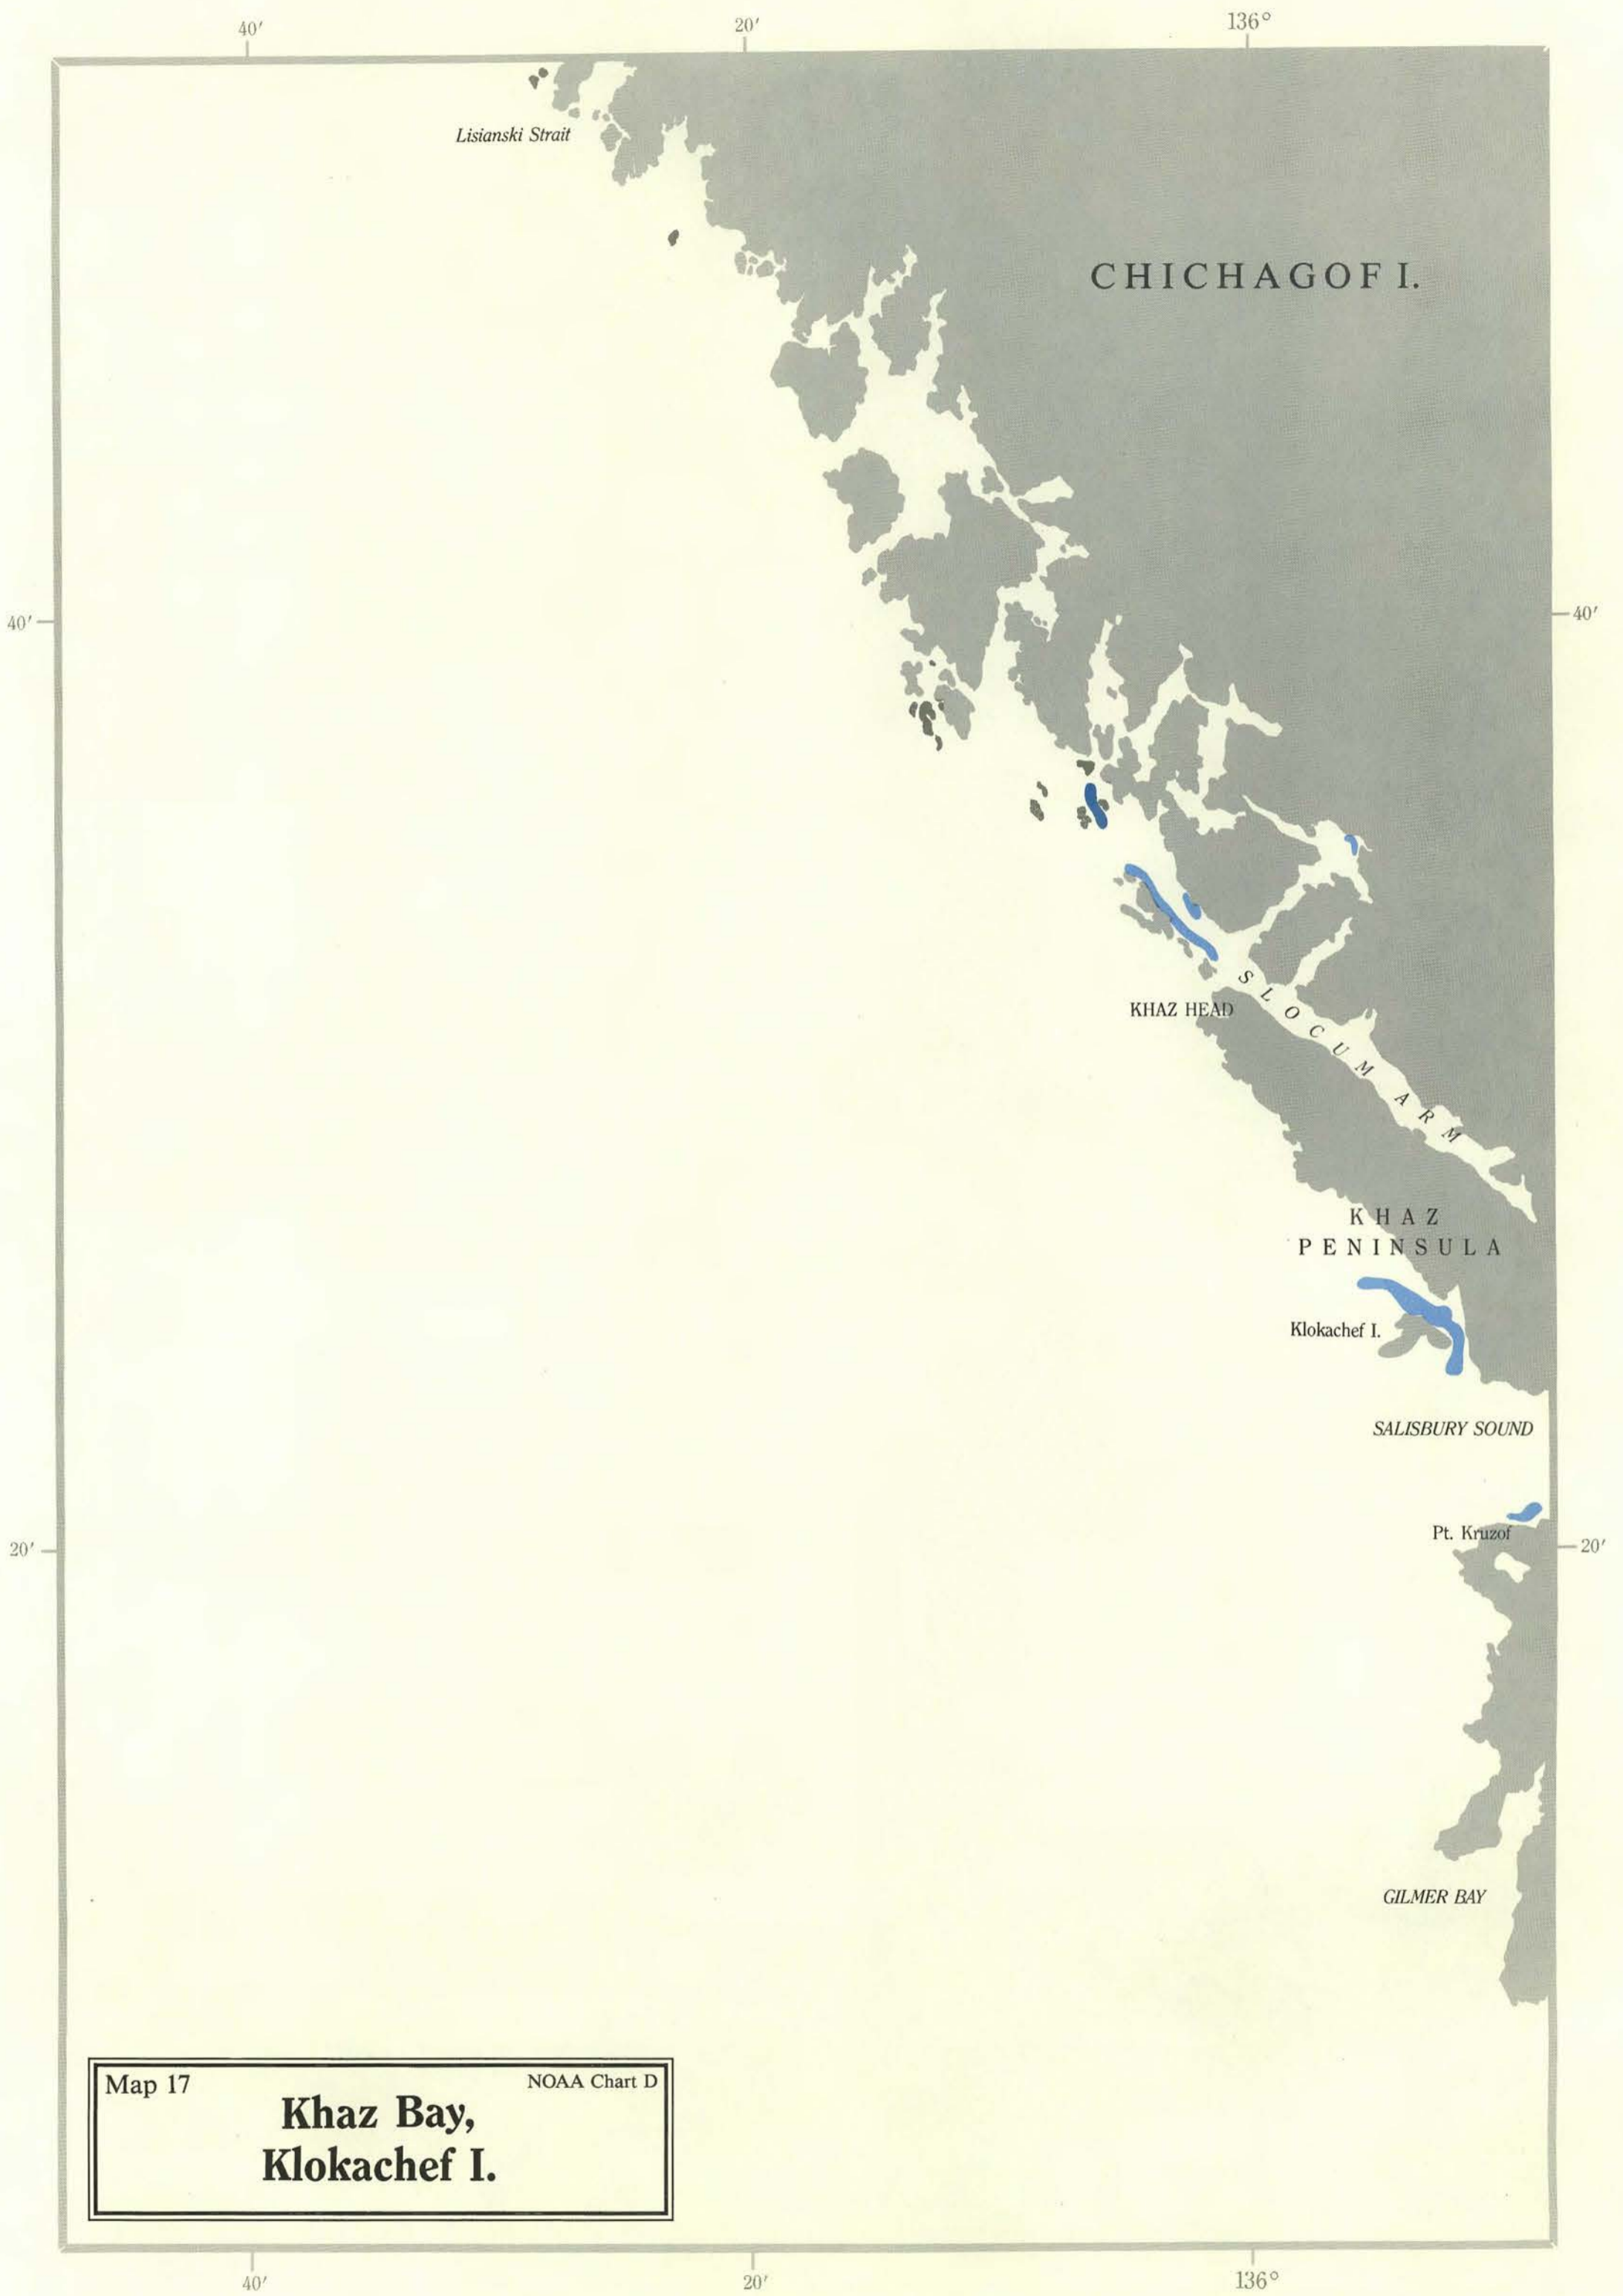 40′ 20′ 136°
Lisianski Strait
CHICHAGOF I.
40′ 40′
KHAZ HEAD
SLOCUM ARM
KHAZ
PENINSULA
Klokachef I.
SALISBURY SOUND
Pt. Kruzof
20′ 20′
GILMER BAY
Map 17 NOAA Chart D
Khaz Bay,
Klokachef I.
40′ 20′ 136°